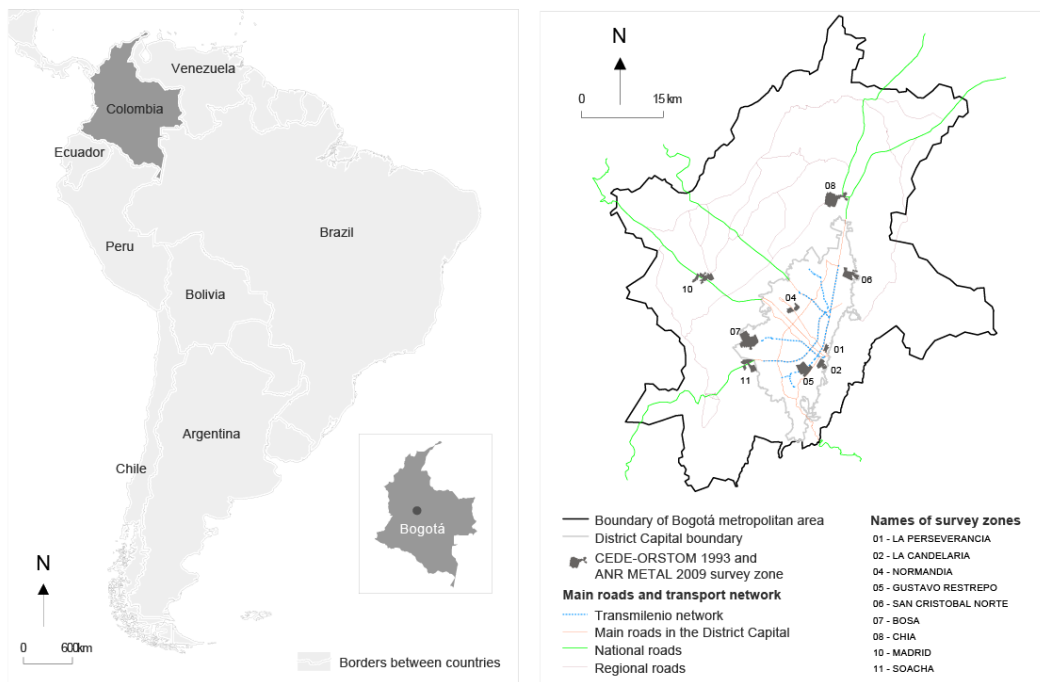 Venezuela
Colombia
Ecuador
Brazil
Peru
Bolivia
Argentina
Chile
Bogotá
N
0 600km
Borders between countries
N
0 15km
08
06
10
04
07
01
02
11
05
Boundary of Bogotá metropolitan area
District Capital boundary
CEDE-ORSTOM 1993 and
ANR METAL 2009 survey zone
Main roads and transport network
Transmilenio network
Main roads in the District Capital
National roads
Regional roads
Names of survey zones
01 - LA PERSEVERANCIA
02 - LA CANDELARIA
04 - NORMANDIA
05 - GUSTAVO RESTREPO
06 - SAN CRISTOBAL NORTE
07 - BOSA
08 - CHIA
10 - MADRID
11 - SOACHA